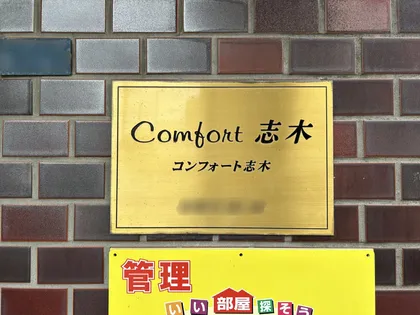 Comfort 志木
コンフォート志木
管理
いい部屋探そう